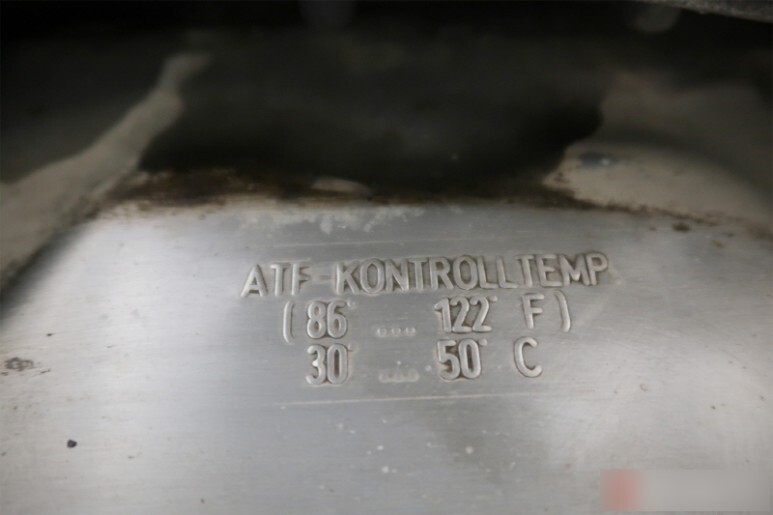 ATF-KONTROLLTEMP
(86° ... 122° F)
30° ... 50° C